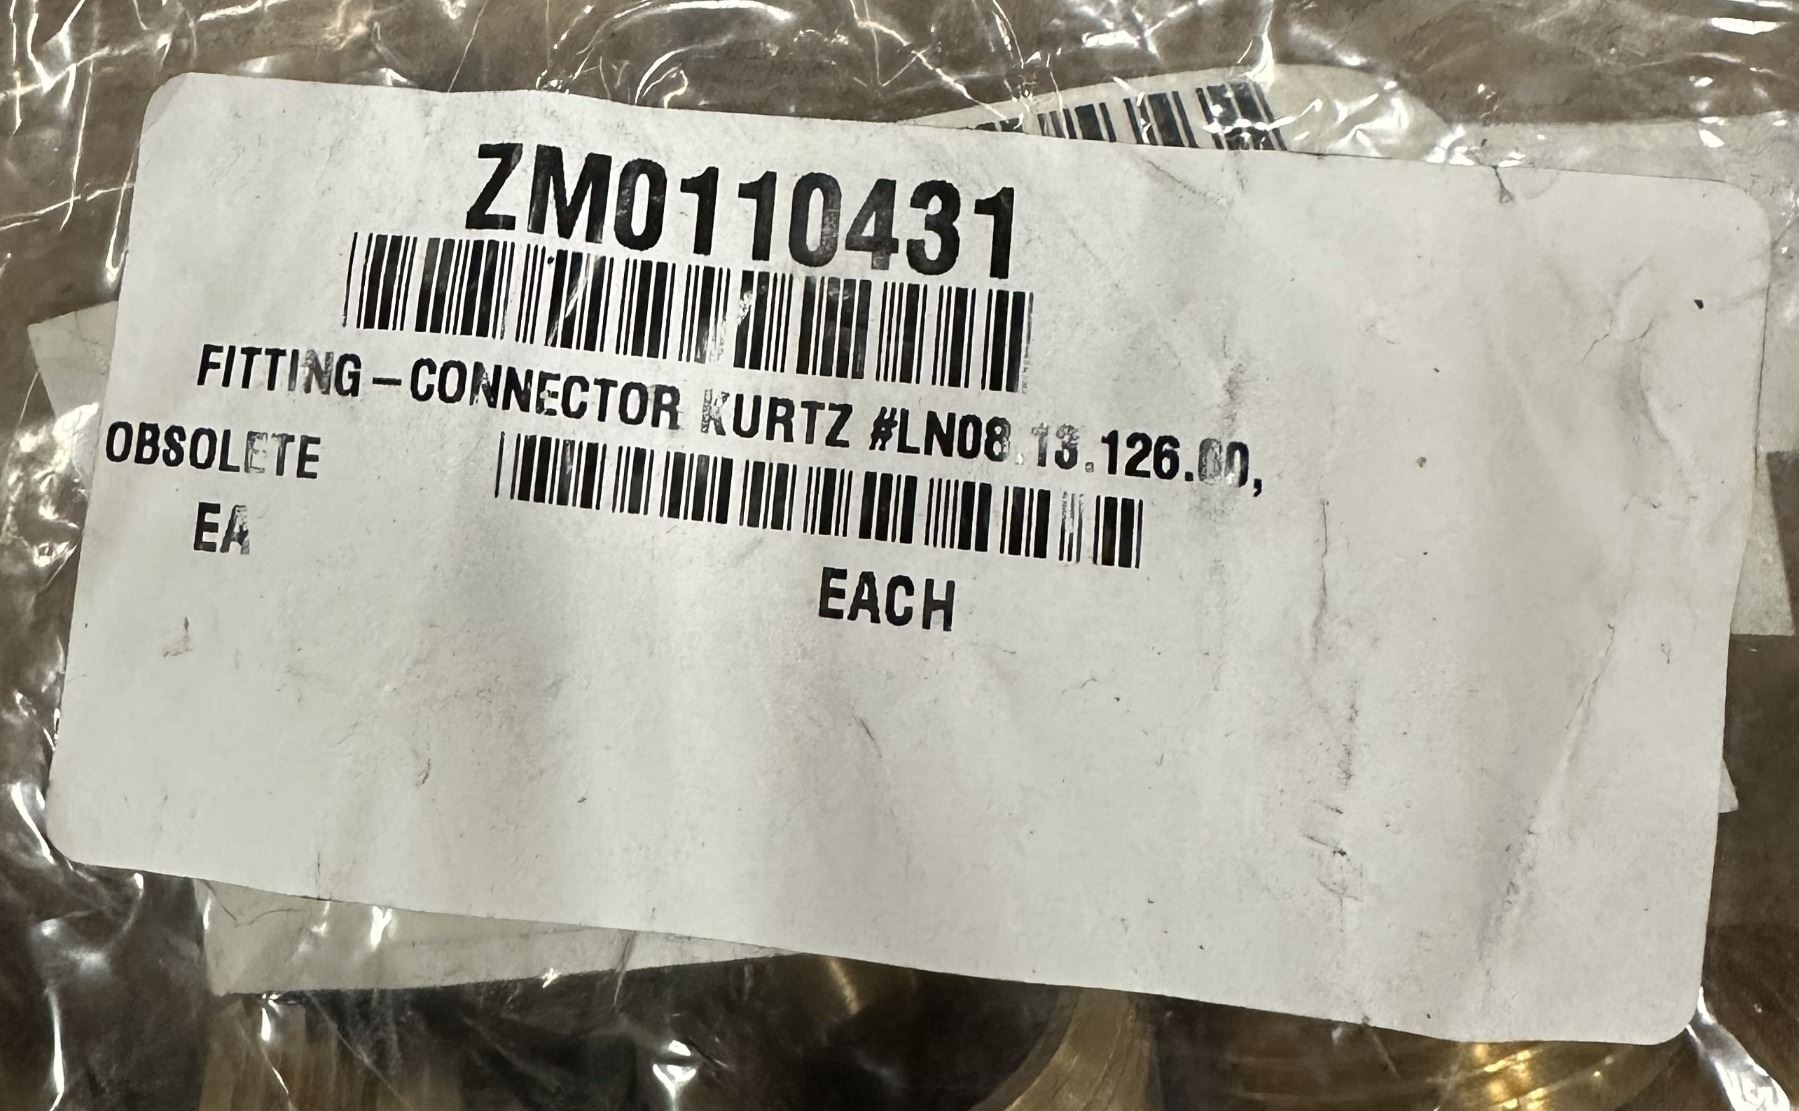 ZM0110431
FITTING-CONNECTOR KURTZ #LN08.13.126.00,
OBSOLETE
EA
EACH